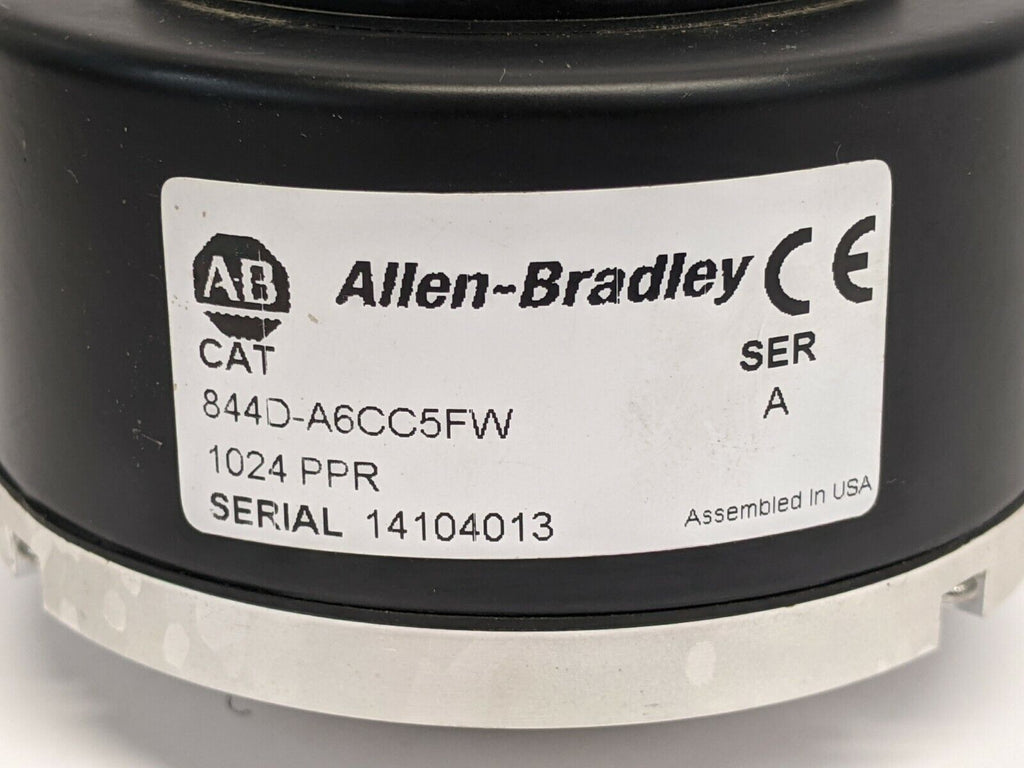 AB Allen-Bradley CE
CAT
SER
844D-A6CC5FW
A
1024 PPR
SERIAL 14104013
Assembled In USA